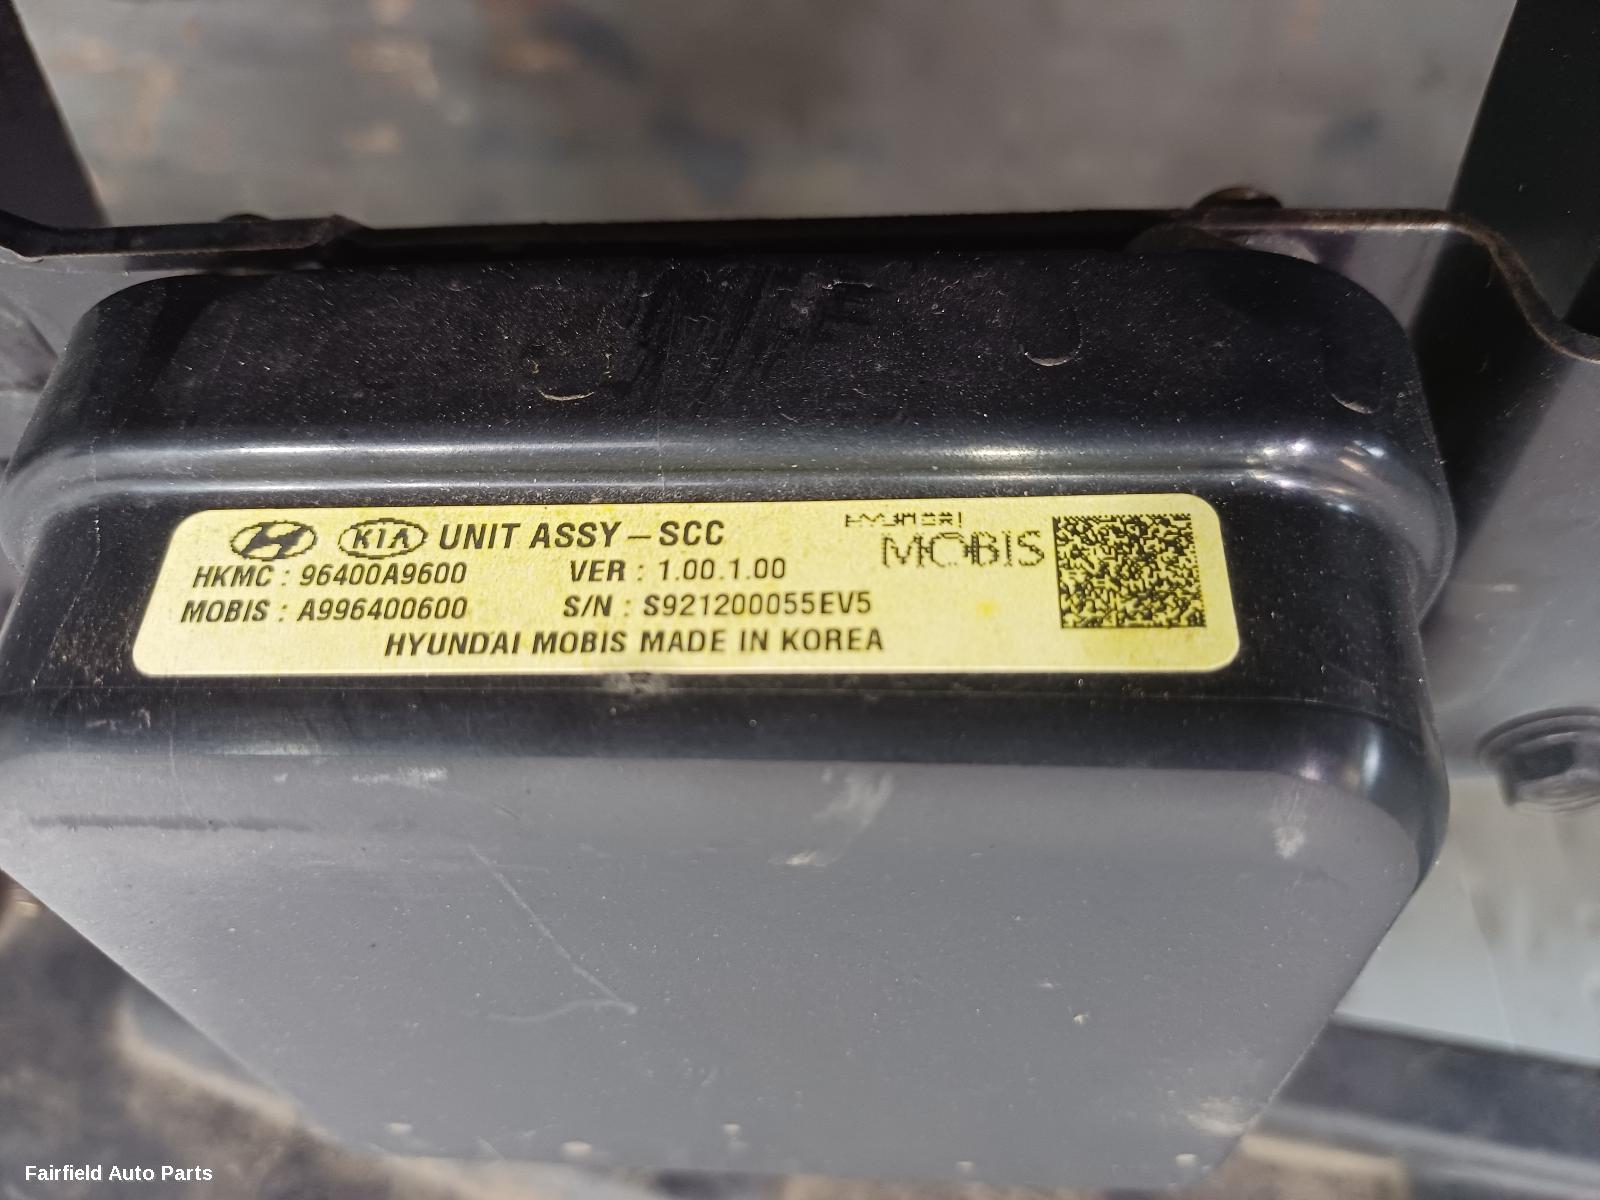 KIA UNIT ASSY - SCC
HYUNDAI
MOBIS
HKMC : 96400A9600 VER : 1.00.1.00
MOBIS : A996400600 S/N : S921200055EV5
HYUNDAI MOBIS MADE IN KOREA
Fairfield Auto Parts